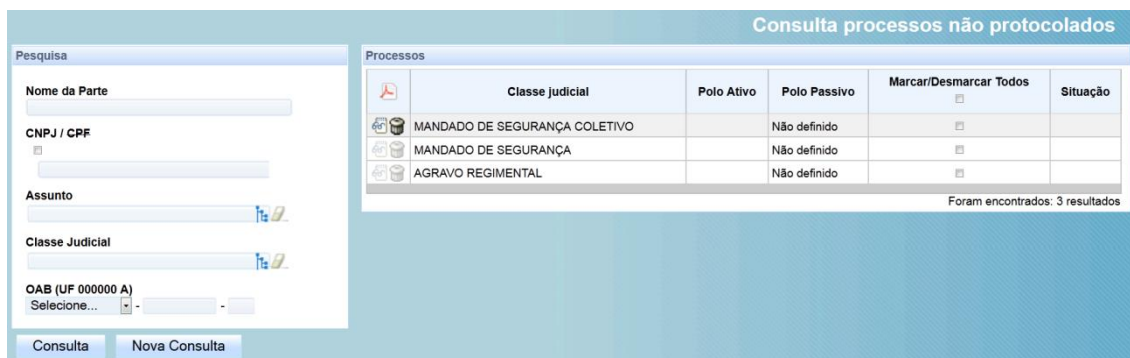 Consulta processos não protocolados
Pesquisa
Nome da Parte
CNPJ / CPF
Assunto
Classe Judicial
OAB (UF 000000 A)
Selecione... - -
Consulta Nova Consulta
Processos
Classe judicial Polo Ativo Polo Passivo Marcar/Desmarcar Todos Situação
MANDADO DE SEGURANÇA COLETIVO Não definido
MANDADO DE SEGURANÇA Não definido
AGRAVO REGIMENTAL Não definido
Foram encontrados: 3 resultados